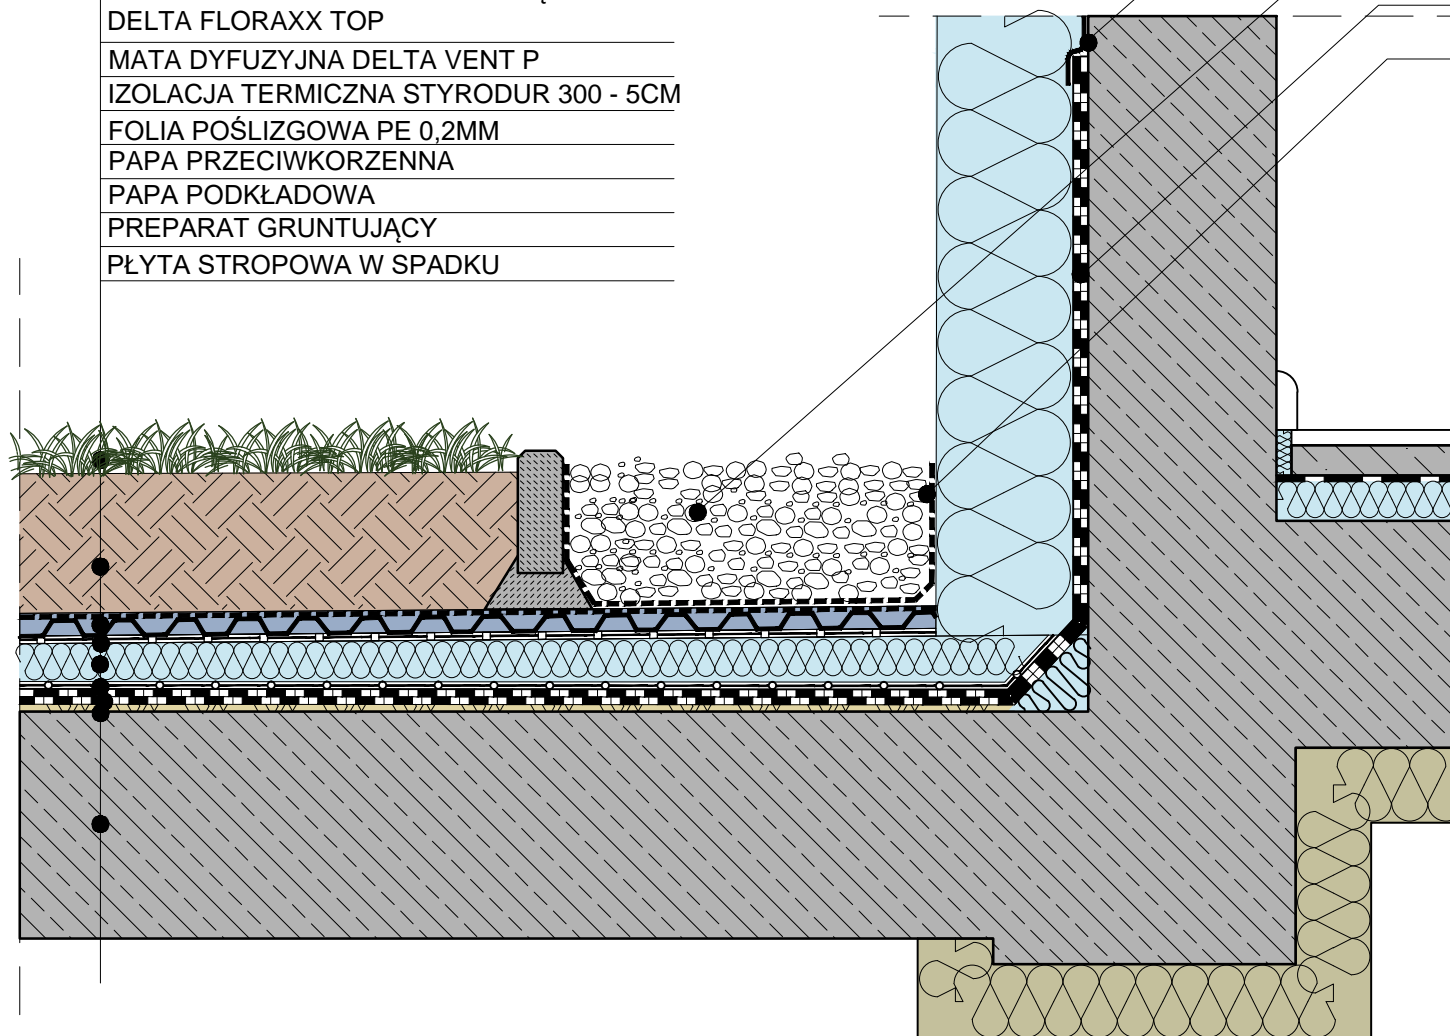 DELTA FLORAXX TOP
MATA DYFUZYJNA DELTA VENT P
IZOLACJA TERMICZNA STYRODUR 300 - 5CM
FOLIA POŚLIZGOWA PE 0,2MM
PAPA PRZECIWKORZENNA
PAPA PODKŁADOWA
PREPARAT GRUNTUJĄCY
PŁYTA STROPOWA W SPADKU